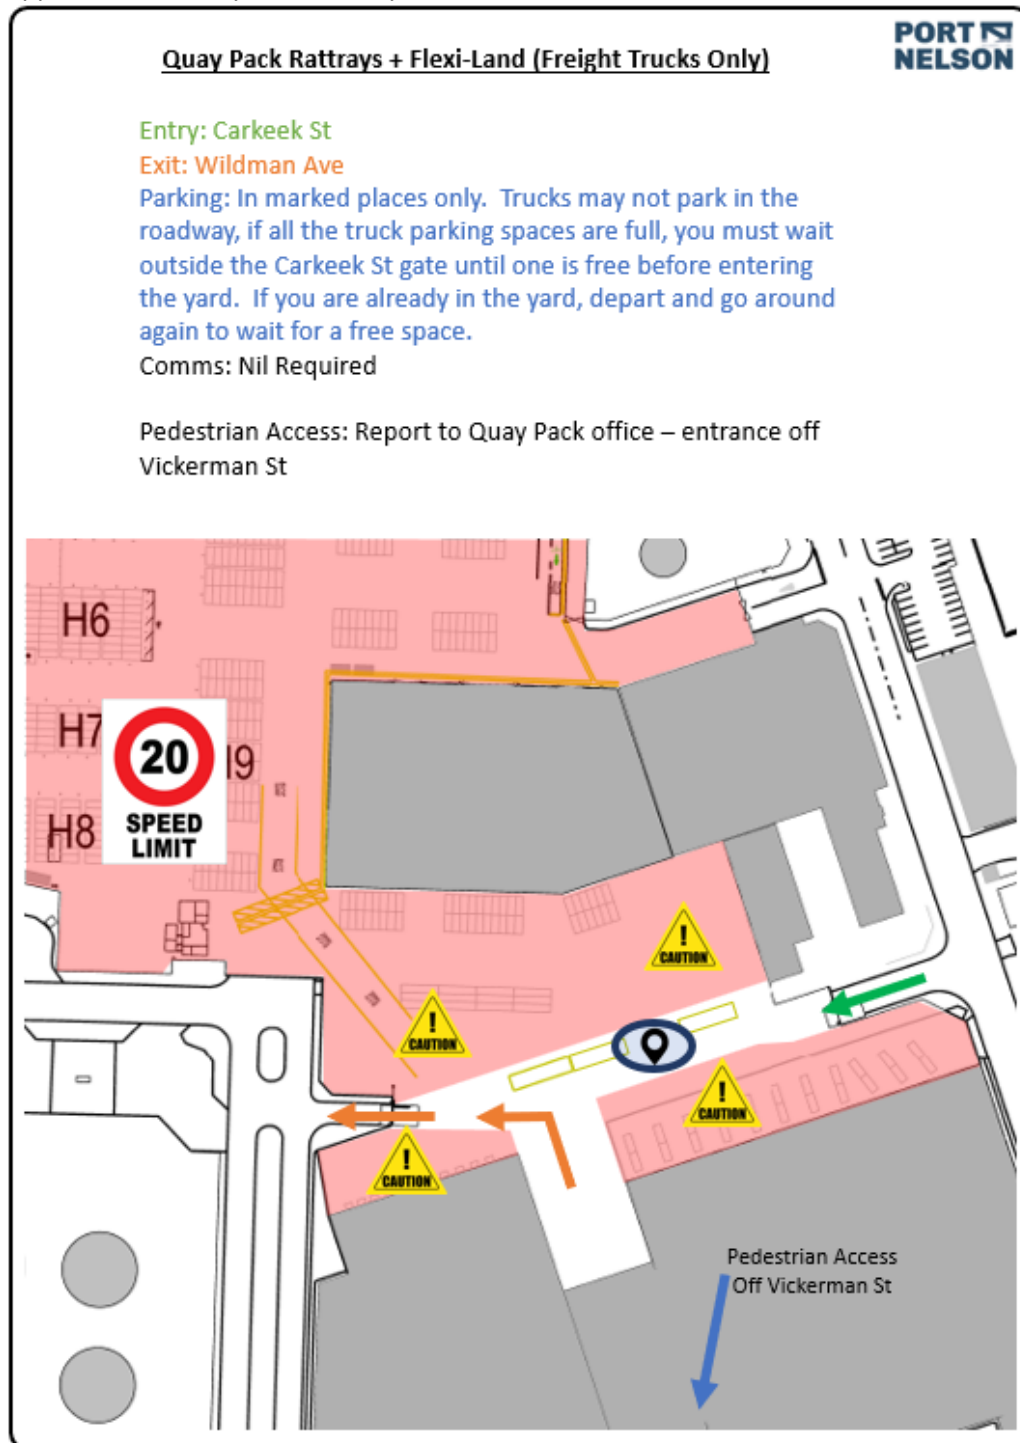 PORT
NELSON
Quay Pack Rattrays + Flexi-Land (Freight Trucks Only)
Entry: Carkeek St
Exit: Wildman Ave
Parking: In marked places only.  Trucks may not park in the
roadway, if all the truck parking spaces are full, you must wait
outside the Carkeek St gate until one is free before entering
the yard.  If you are already in the yard, depart and go around
again to wait for a free space.
Comms: Nil Required
Pedestrian Access: Report to Quay Pack office – entrance off
Vickerman St
H6
H7
20
SPEED
LIMIT
H8
!
CAUTION
!
CAUTION
!
CAUTION
!
CAUTION
Pedestrian Access
Off Vickerman St